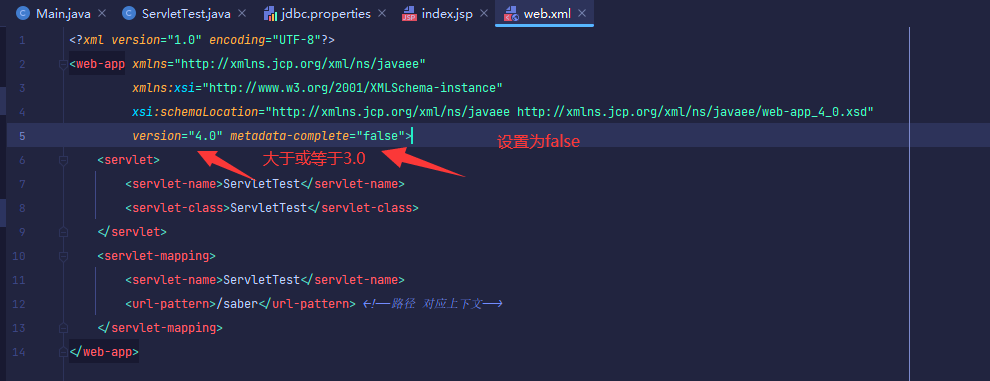 Main.java ServletTest.java jdbc.properties index.jsp web.xml
1 <?xml version="1.0" encoding="UTF-8"?>
2 <web-app xmlns="http://xmlns.jcp.org/xml/ns/javaee"
3 xmlns:xsi="http://www.w3.org/2001/XMLSchema-instance"
4 xsi:schemaLocation="http://xmlns.jcp.org/xml/ns/javaee http://xmlns.jcp.org/xml/ns/javaee/web-app_4_0.xsd"
5 version="4.0" metadata-complete="false">
设置为false
大于或等于3.0
6 <servlet>
7 <servlet-name>ServletTest</servlet-name>
8 <servlet-class>ServletTest</servlet-class>
9 </servlet>
10 <servlet-mapping>
11 <servlet-name>ServletTest</servlet-name>
12 <url-pattern>/saber</url-pattern> <!--路径 对应上下文-->
13 </servlet-mapping>
14 </web-app>